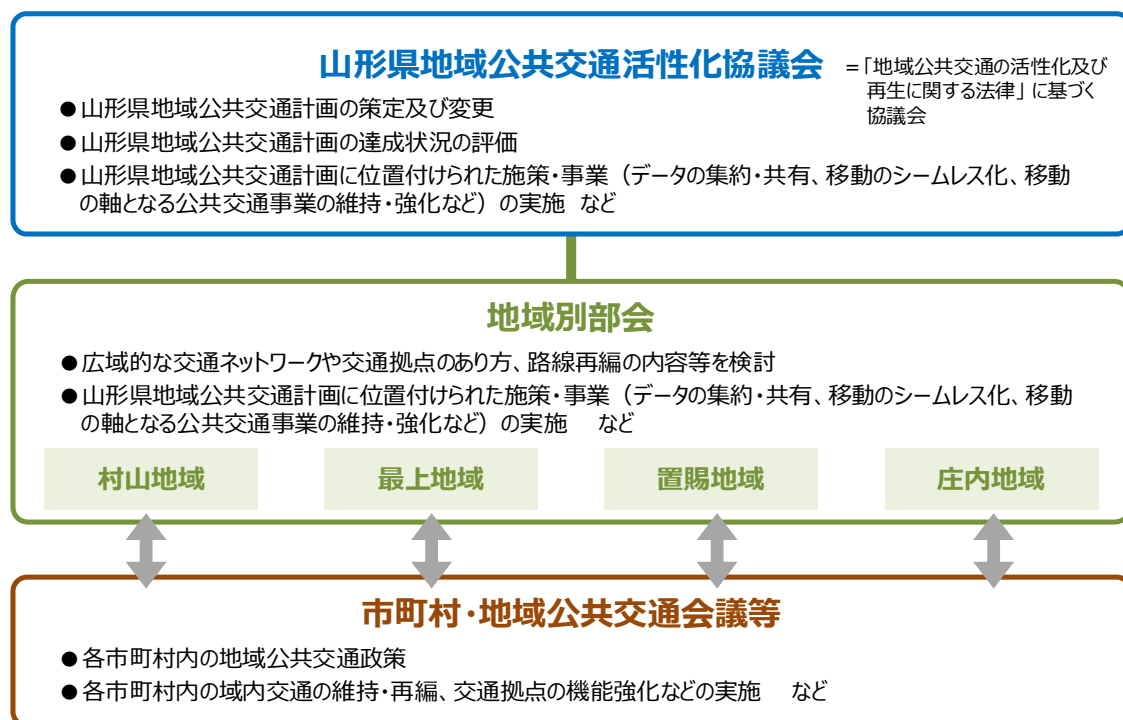 山形県地域公共交通活性化協議会
=「地域公共交通の活性化及び
再生に関する法律」に基づく
協議会
●山形県地域公共交通計画の策定及び変更
●山形県地域公共交通計画の達成状況の評価
●山形県地域公共交通計画に位置付けられた施策・事業（データの集約・共有、移動のシームレス化、移動
の軸となる公共交通事業の維持・強化など）の実施 など
地域別部会
●広域的な交通ネットワークや交通拠点のあり方、路線再編の内容等を検討
●山形県地域公共交通計画に位置付けられた施策・事業（データの集約・共有、移動のシームレス化、移動
の軸となる公共交通事業の維持・強化など）の実施 など
村山地域
最上地域
置賜地域
庄内地域
市町村・地域公共交通会議等
●各市町村内の地域公共交通政策
●各市町村内の域内交通の維持・再編、交通拠点の機能強化などの実施 など